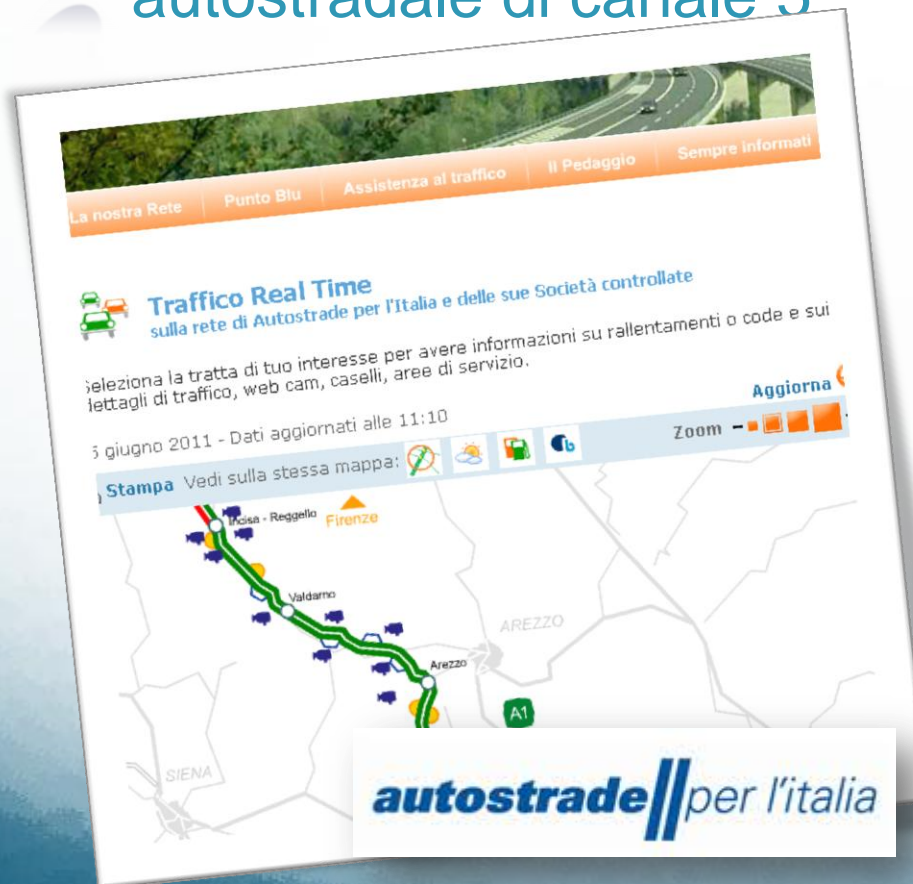 autostradale di canale 5
La nostra Rete
Punto Blu
Assistenza al traffico
Il Pedaggio
Sempre informati
Traffico Real Time
sulla rete di Autostrade per l'Italia e delle sue Società controllate
Seleziona la tratta di tuo interesse per avere informazioni su rallentamenti o code e sui
dettagli di traffico, web cam, caselli, aree di servizio.
Aggiorna
giugno 2011 - Dati aggiornati alle 11:10
Stampa Vedi sulla stessa mappa:
Zoom
Incisa - Reggello
Firenze
Valdarno
AREZZO
Arezzo
A1
SIENA
autostrade per l'italia